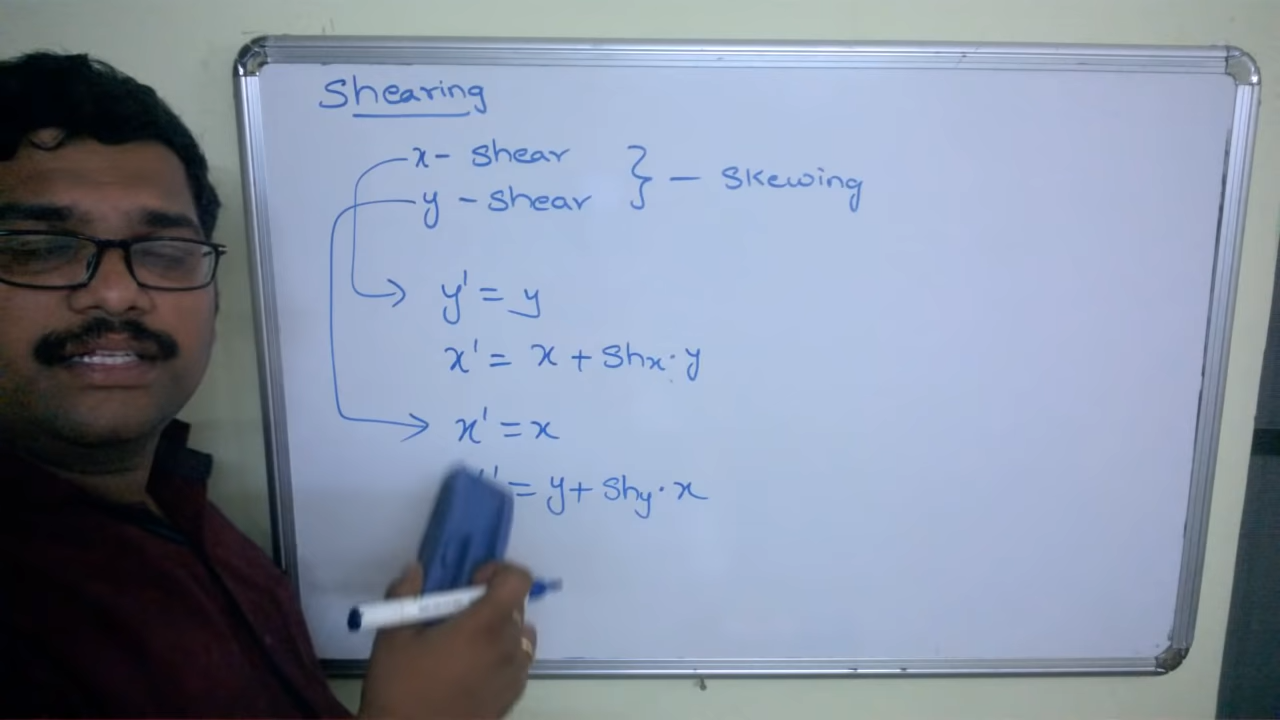 Shearing
x- shear } - skewing
y - shear
y' = y
x' = x + Shx · y
x' = x
' = y + Shy · x